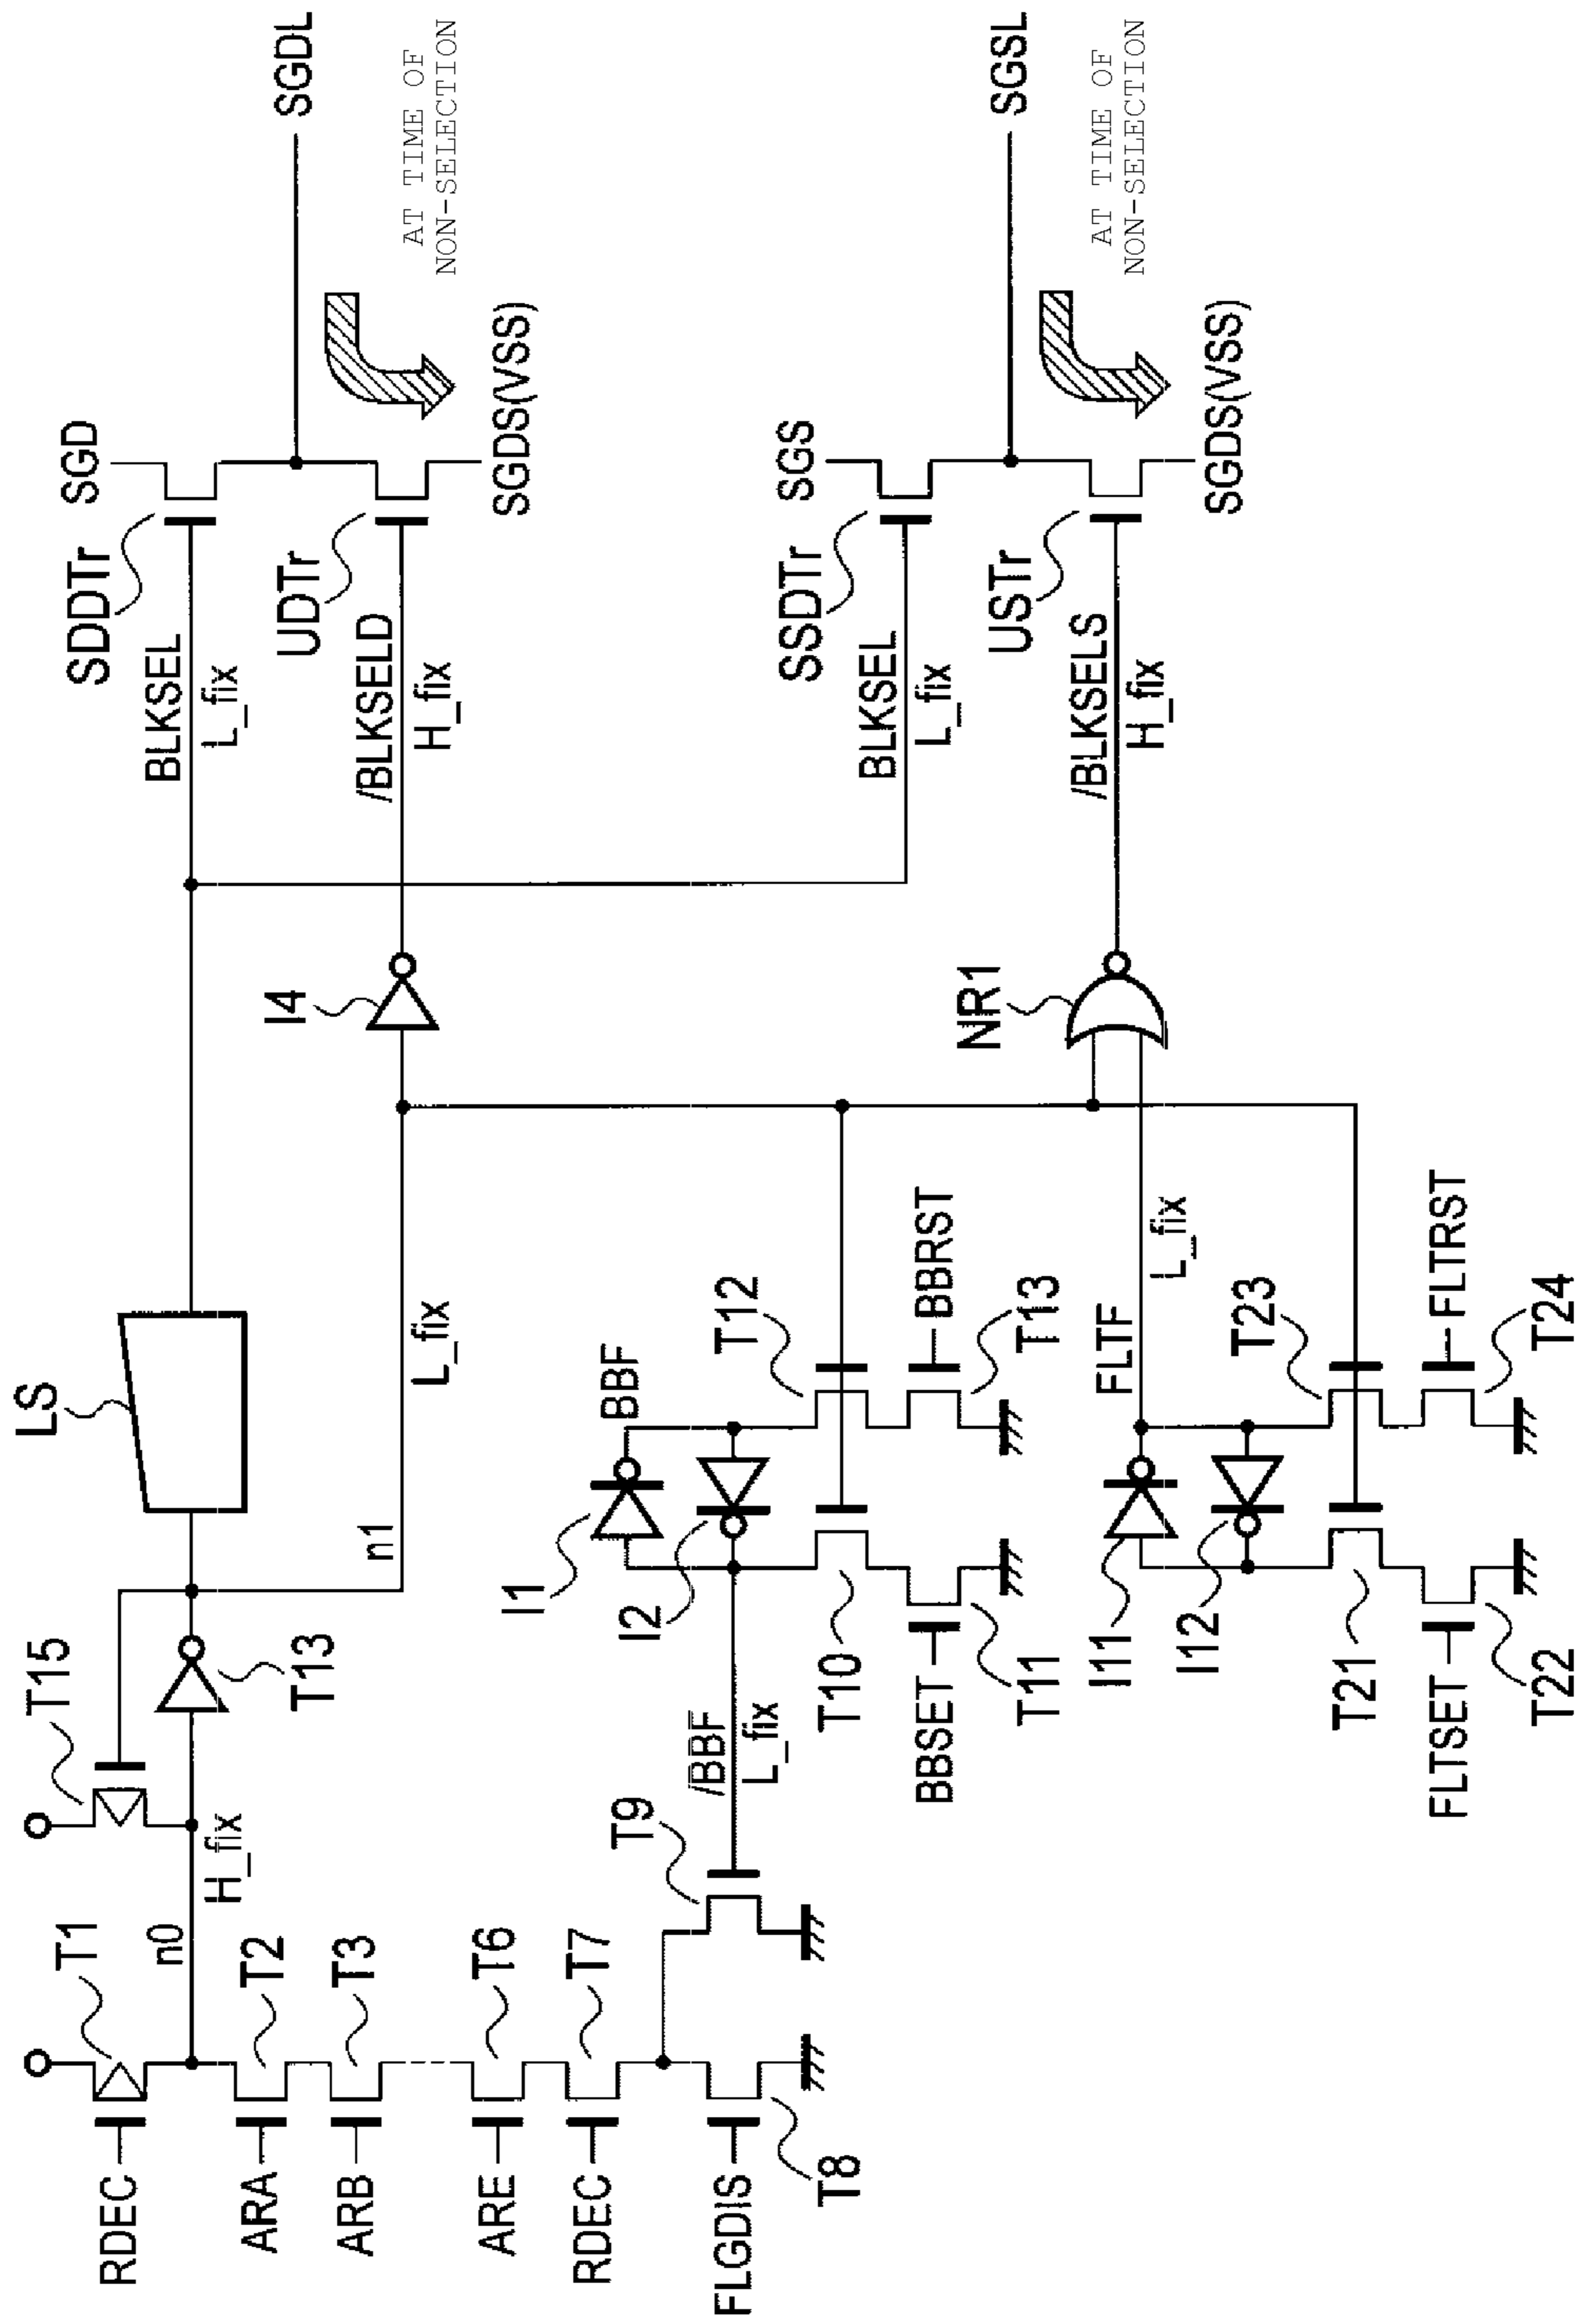 RDEC
T1
n0
H_fix
T15
T13
LS
n1
L_fix
ARA
T2
ARB
T3
ARE
T6
RDEC
T7
FLGDIS
T8
T9
/BBF
L_fix
I1
I2
BBF
T10
BBSET
T11
T12
BBRST
T13
I11
I12
FLTF
L_fix
T21
FLTSET
T22
T23
FLTRST
T24
I4
NR1
BLKSEL
L_fix
SDDTr
SGD
/BLKSELD
H_fix
UDTr
SGDS(VSS)
SGDL
AT TIME OF
NON-SELECTION
BLKSEL
L_fix
SSDTr
SGS
/BLKSELS
H_fix
USTr
SGDS(VSS)
SGSL
AT TIME OF
NON-SELECTION